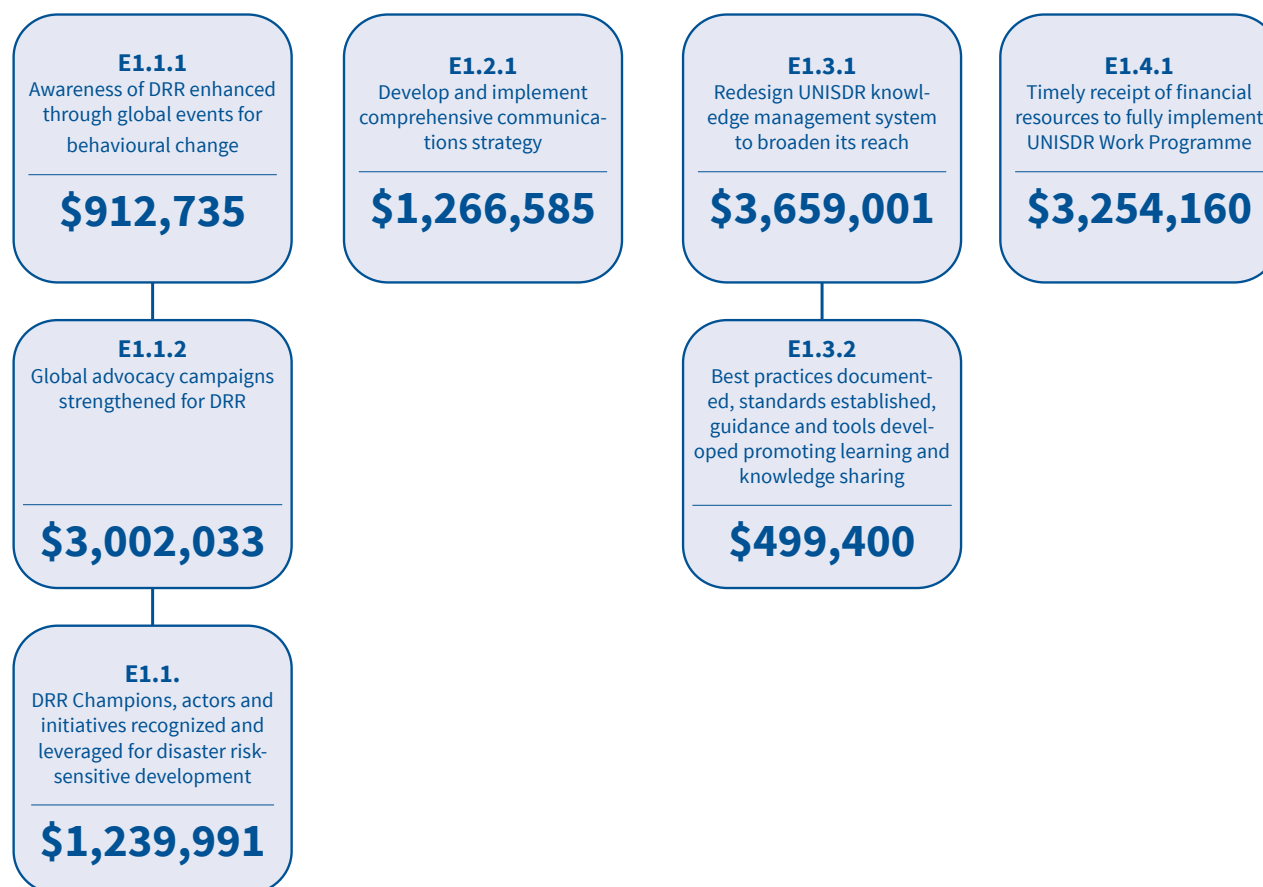 E1.1.1
Awareness of DRR enhanced
through global events for
behavioural change
$912,735
E1.2.1
Develop and implement
comprehensive communica-
tions strategy
$1,266,585
E1.3.1
Redesign UNISDR knowl-
edge management system
to broaden its reach
$3,659,001
E1.4.1
Timely receipt of financial
resources to fully implement
UNISDR Work Programme
$3,254,160
E1.1.2
Global advocacy campaigns
strengthened for DRR
$3,002,033
E1.3.2
Best practices document-
ed, standards established,
guidance and tools devel-
oped promoting learning and
knowledge sharing
$499,400
E1.1.
DRR Champions, actors and
initiatives recognized and
leveraged for disaster risk-
sensitive development
$1,239,991